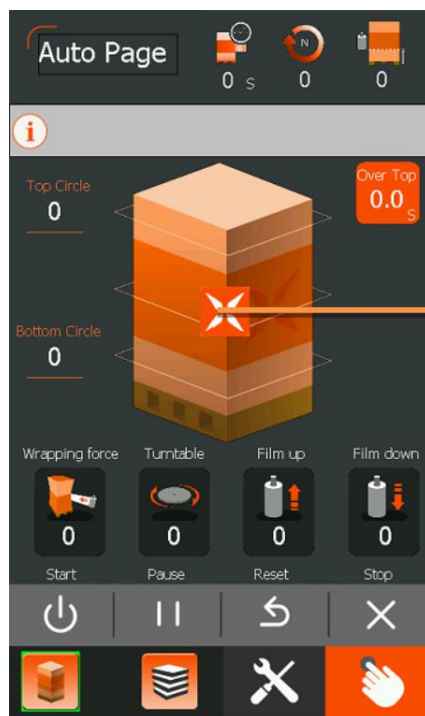 Auto Page
0 S
N
0
0
i
Top Circle
0
Over Top
0.0
S
Bottom Circle
0
Wrapping force
Turntable
Film up
Film down
0
0
0
0
Start
Pause
Reset
Stop